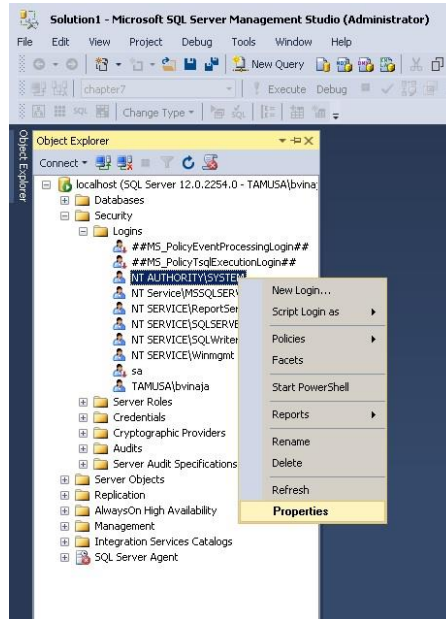 Solution1 - Microsoft SQL Server Management Studio (Administrator)
File Edit View Project Debug Tools Window Help
New Query
chapter7 Execute Debug
Change Type
Object Explorer
Object Explorer
Connect
localhost (SQL Server 12.0.2254.0 - TAMUSA\bvina
Databases
Security
Logins
##MS_PolicyEventProcessingLogin##
##MS_PolicyTsqlExecutionLogin##
NT AUTHORITY\SYSTEM
NT Service\MSSQLSERV
NT SERVICE\ReportSer
NT SERVICE\SQLSERVE
NT SERVICE\SQLWriter
NT SERVICE\Winmgmt
sa
TAMUSA\bvinaja
Server Roles
Credentials
Cryptographic Providers
Audits
Server Audit Specifications
Server Objects
Replication
AlwaysOn High Availability
Management
Integration Services Catalogs
SQL Server Agent
New Login...
Script Login as
Policies
Facets
Start PowerShell
Reports
Rename
Delete
Refresh
Properties